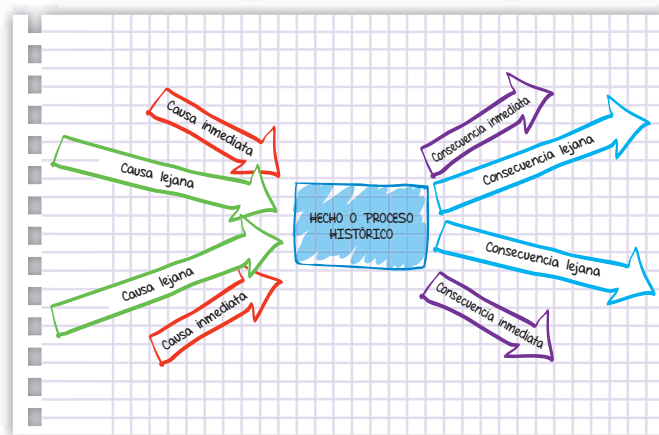 Causa inmediata
Causa lejana
Causa lejana
Causa inmediata
HECHO O PROCESO
HISTÓRICO
Consecuencia inmediata
Consecuencia lejana
Consecuencia lejana
Consecuencia inmediata